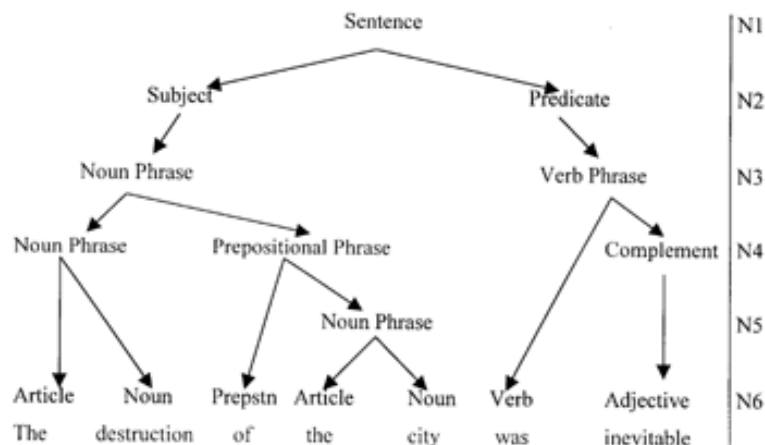 Sentence N1
Subject Predicate N2
Noun Phrase Verb Phrase N3
Noun Phrase Prepositional Phrase Complement N4
Noun Phrase N5
Article Noun Prepstn Article Noun Verb Adjective N6
The destruction of the city was inevitable